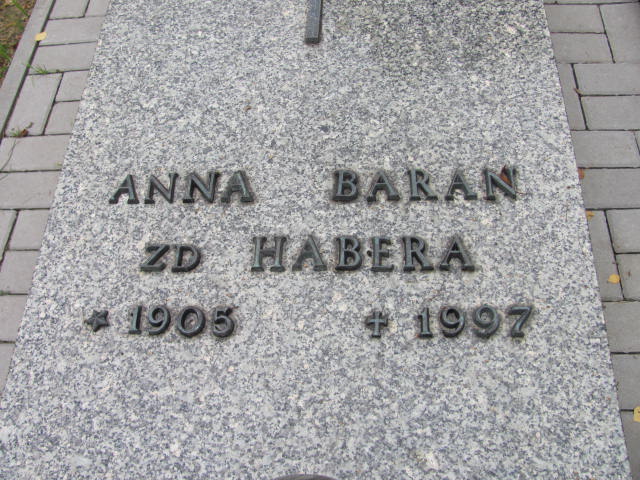 ANNA BARAN
ZD HABERA
★ 1905 ✝ 1997